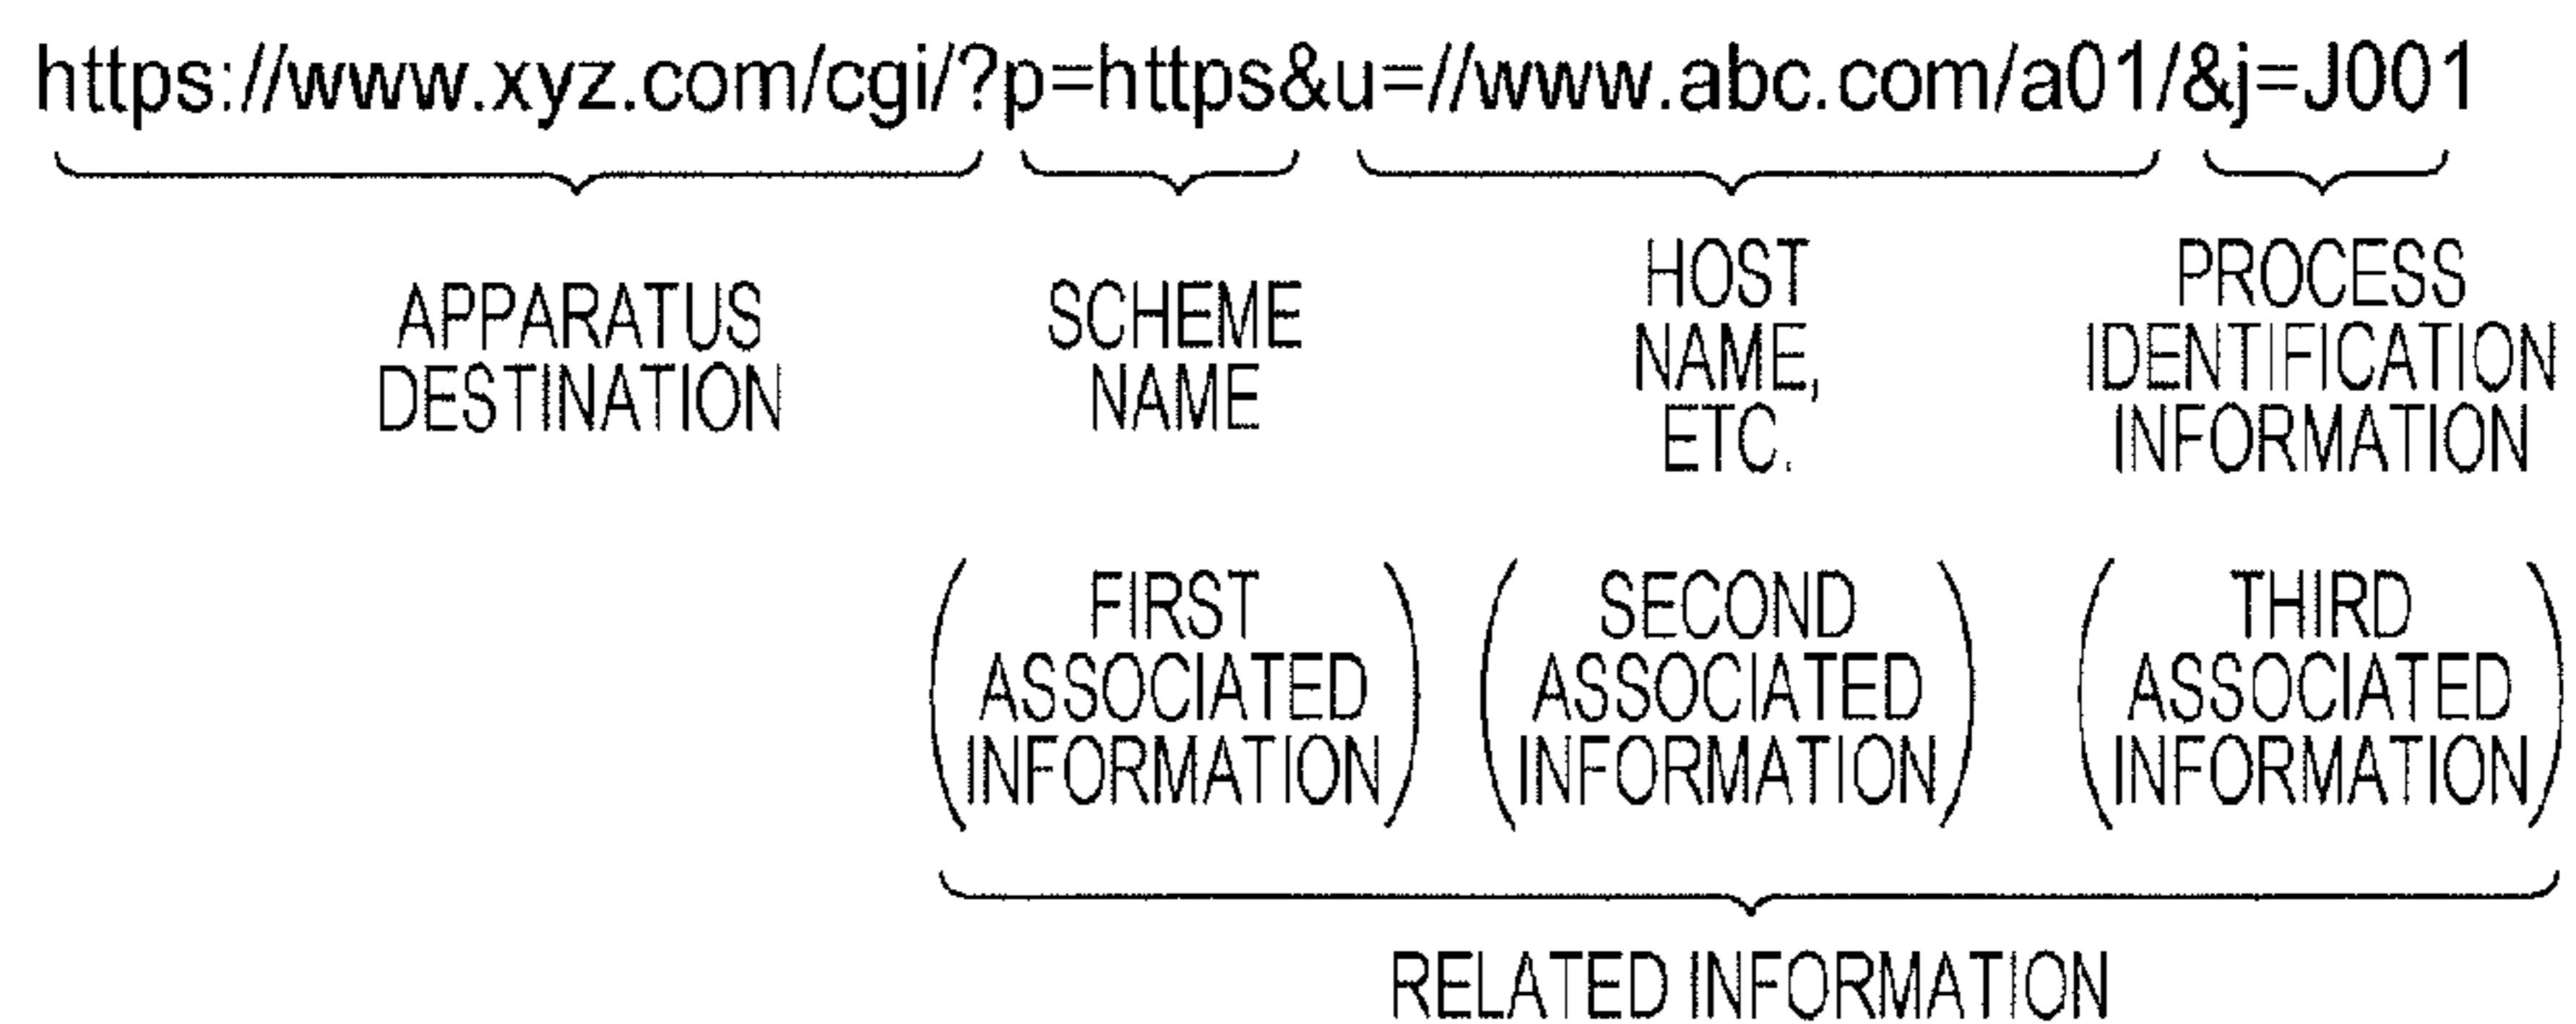 https://www.xyz.com/cgi/?p=https&u=//www.abc.com/a01/&j=J001
APPARATUS
DESTINATION
SCHEME
NAME
HOST
NAME,
ETC.
PROCESS
IDENTIFICATION
INFORMATION
FIRST
ASSOCIATED
INFORMATION
SECOND
ASSOCIATED
INFORMATION
THIRD
ASSOCIATED
INFORMATION
RELATED INFORMATION